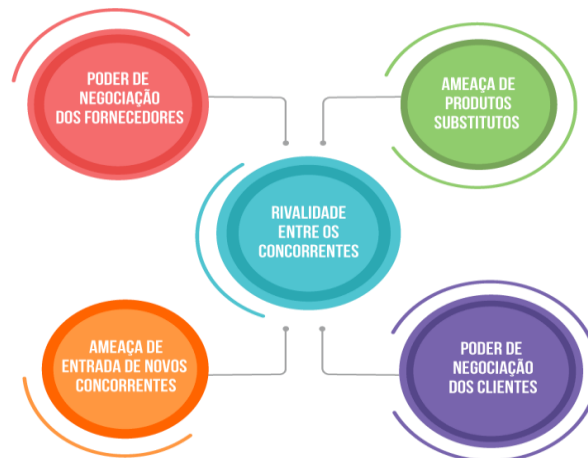 PODER DE
NEGOCIAÇÃO
DOS FORNECEDORES
AMEAÇA DE
PRODUTOS
SUBSTITUTOS
RIVALIDADE
ENTRE OS
CONCORRENTES
AMEAÇA DE
ENTRADA DE NOVOS
CONCORRENTES
PODER DE
NEGOCIAÇÃO
DOS CLIENTES